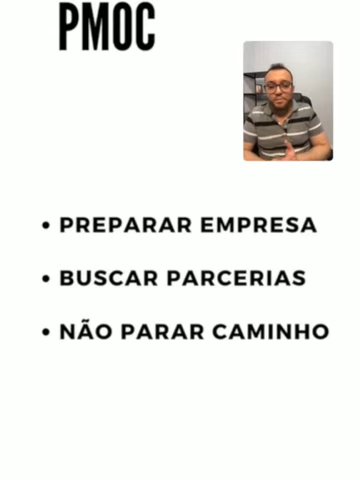 PMOC
• PREPARAR EMPRESA
• BUSCAR PARCERIAS
• NÃO PARAR CAMINHO